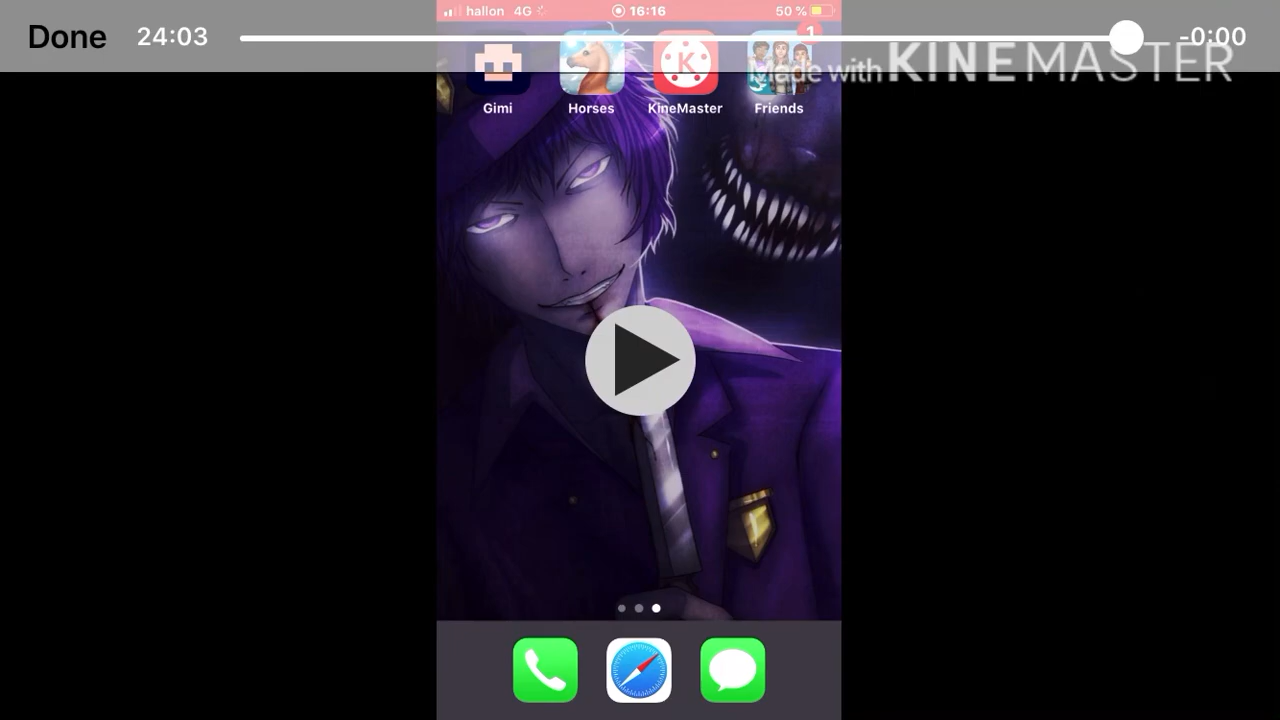 hallon 4G 16:16 50 %
Done 24:03 -0:00
1
Made with KINEMASTER
K
Gimi Horses KineMaster Friends